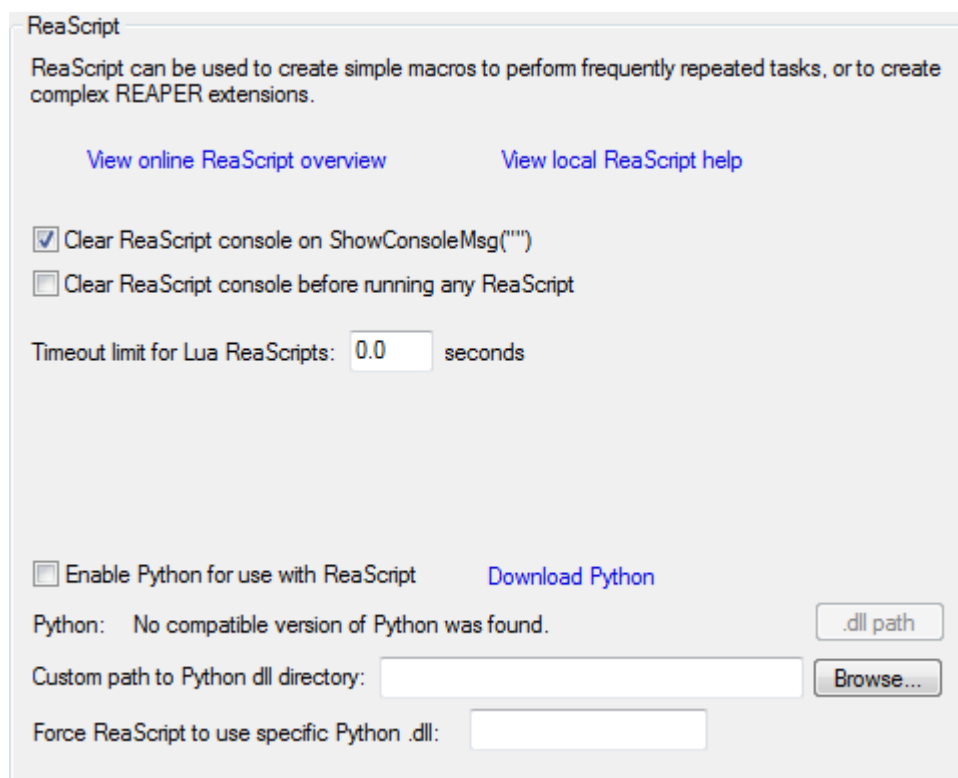 ReaScript
ReaScript can be used to create simple macros to perform frequently repeated tasks, or to create
complex REAPER extensions.
View online ReaScript overview View local ReaScript help
Clear ReaScript console on ShowConsoleMsg("")
Clear ReaScript console before running any ReaScript
Timeout limit for Lua ReaScripts: 0.0 seconds
Enable Python for use with ReaScript Download Python
Python: No compatible version of Python was found. .dll path
Custom path to Python dll directory: Browse...
Force ReaScript to use specific Python .dll: